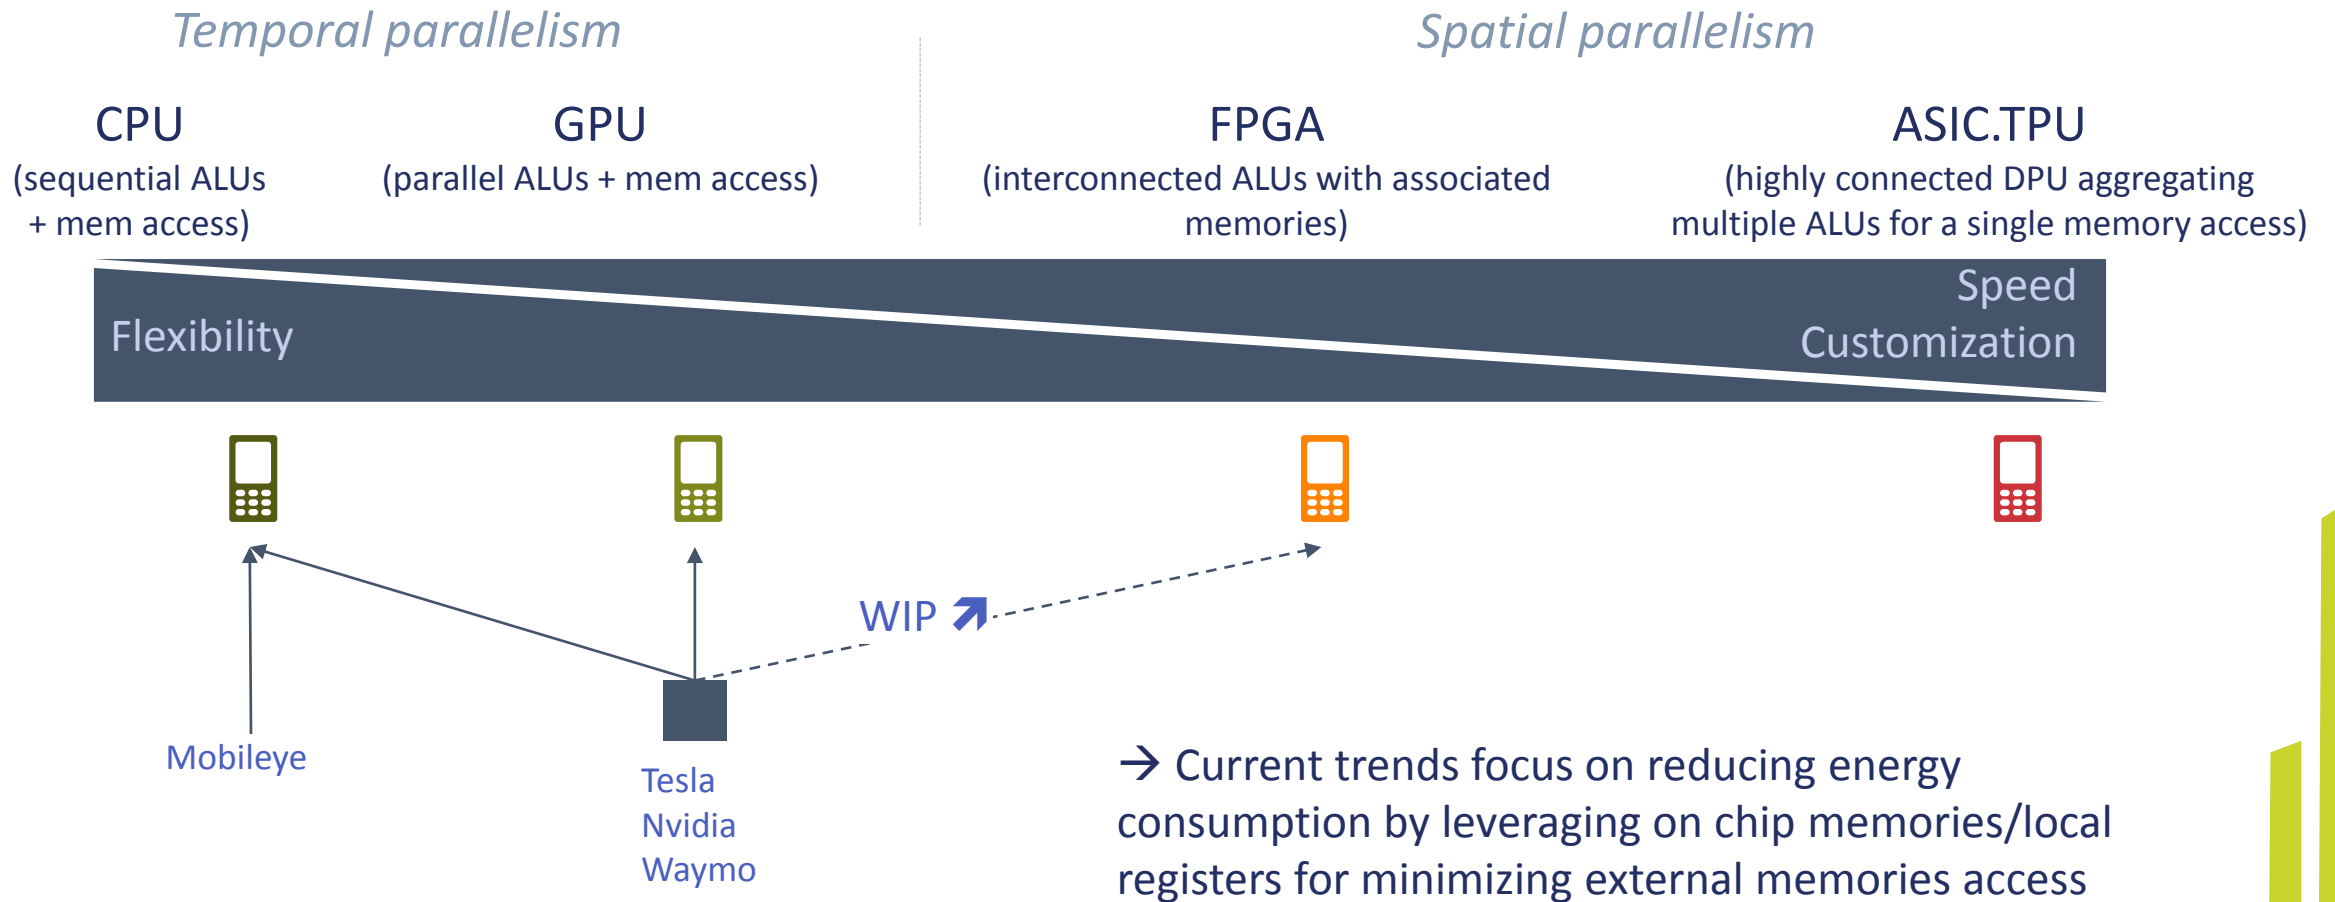 Temporal parallelism
Spatial parallelism
CPU
(sequential ALUs
+ mem access)
GPU
(parallel ALUs + mem access)
FPGA
(interconnected ALUs with associated
memories)
ASIC.TPU
(highly connected DPU aggregating
multiple ALUs for a single memory access)
Flexibility
Speed
Customization
WIP
Mobileye
Tesla
Nvidia
Waymo
→ Current trends focus on reducing energy
consumption by leveraging on chip memories/local
registers for minimizing external memories access